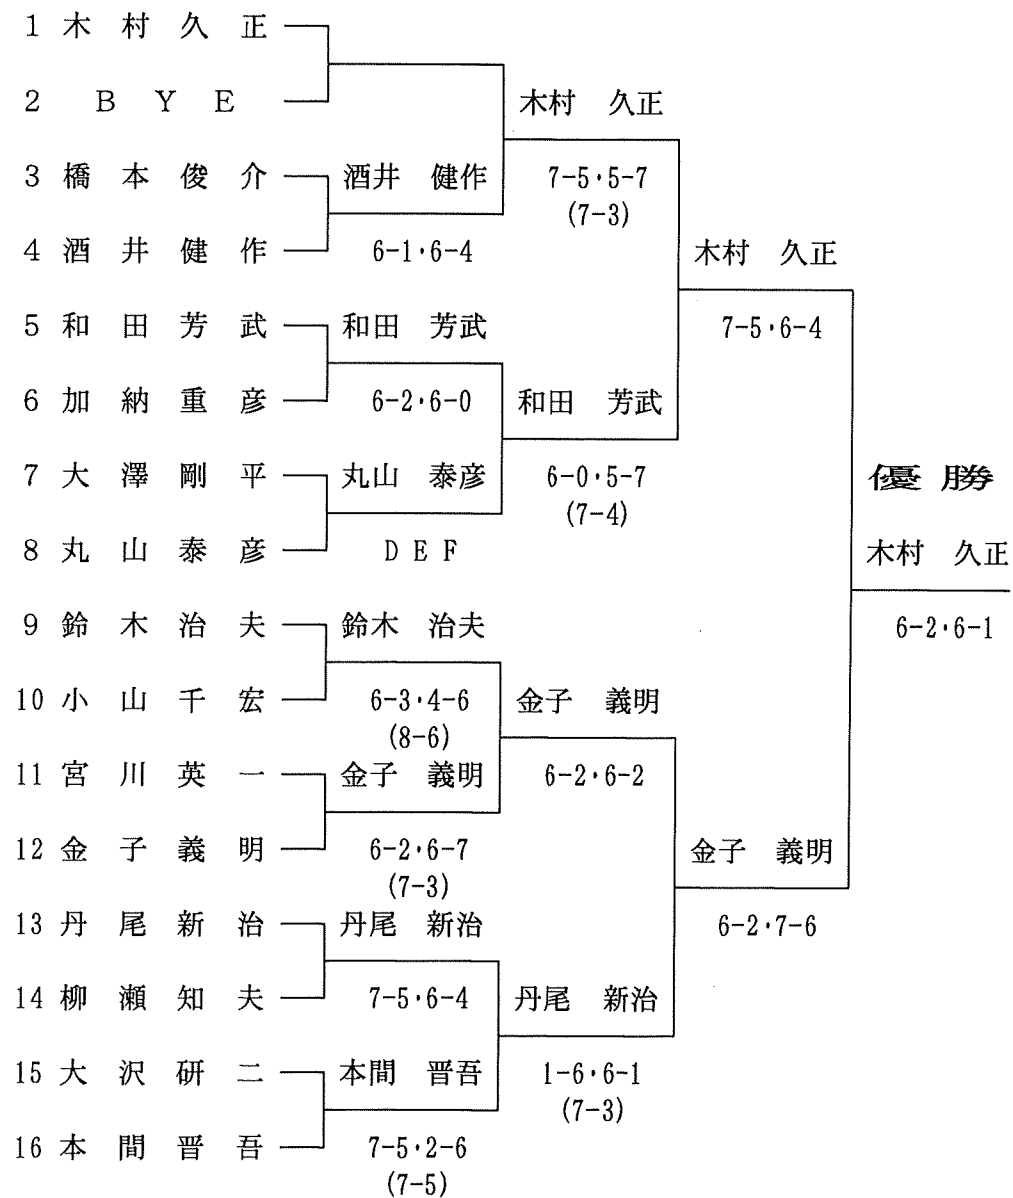 1 木村久正
2 BYE
木村 久正
3 橋本俊介
酒井 健作
7-5・5-7
(7-3)
4 酒井健作
6-1・6-4
木村 久正
5 和田芳武
和田 芳武
7-5・6-4
6 加納重彦
6-2・6-0
和田 芳武
7 大澤剛平
丸山 泰彦
6-0・5-7
(7-4)
優勝
8 丸山泰彦
DEF
木村 久正
9 鈴木治夫
鈴木 治夫
6-2・6-1
10 小山千宏
6-3・4-6
(8-6)
金子 義明
11 宮川英一
金子 義明
6-2・6-2
12 金子義明
6-2・6-7
(7-3)
金子 義明
13 丹尾新治
丹尾 新治
6-2・7-6
14 柳瀬知夫
7-5・6-4
丹尾 新治
15 大沢研二
本間 晋吾
1-6・6-1
(7-3)
16 本間晋吾
7-5・2-6
(7-5)